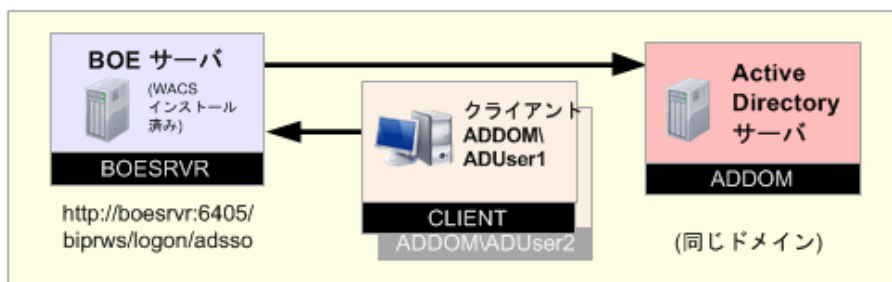 BOE サーバ
(WACS
インストール
済み)
BOESRVR
http://boesrvr:6405/
biprws/logon/adsso
クライアント
ADDOM\
ADUser1
CLIENT
ADDOM\ADUser2
Active
Directory
サーバ
ADDOM
(同じドメイン)